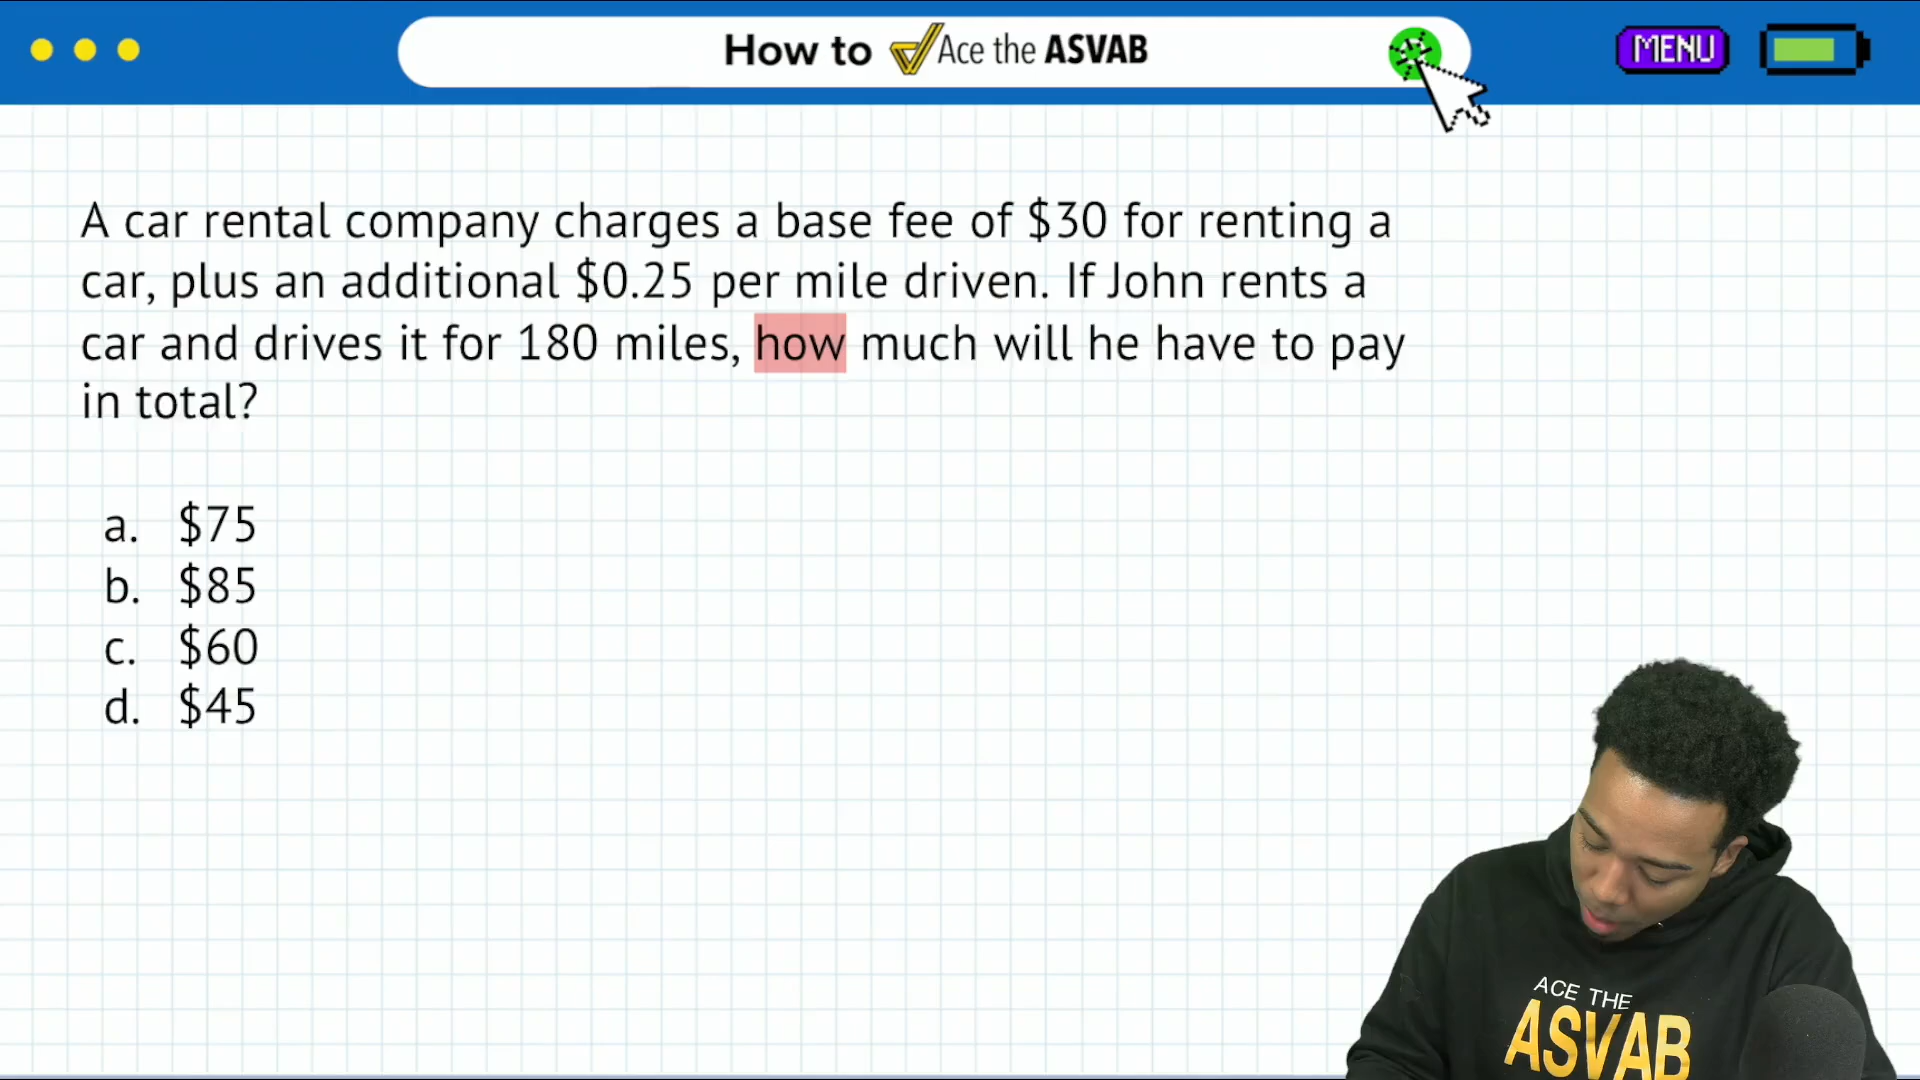 How to Ace the ASVAB
MENU
A car rental company charges a base fee of $30 for renting a
car, plus an additional $0.25 per mile driven. If John rents a
car and drives it for 180 miles, how much will he have to pay
in total?
a. $75
b. $85
c. $60
d. $45
ACE THE
ASVAB